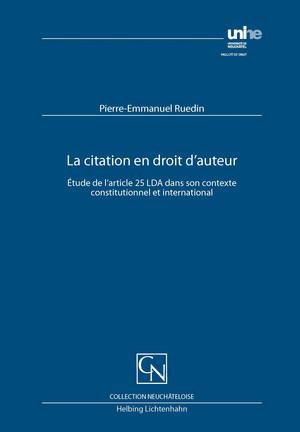 unine
UNIVERSITÉ DE
NEUCHÂTEL
FACULTÉ DE DROIT
Pierre-Emmanuel Ruedin
La citation en droit d'auteur
Étude de l'article 25 LDA dans son contexte
constitutionnel et international
CN
COLLECTION NEUCHÂTELOISE
Helbing Lichtenhahn